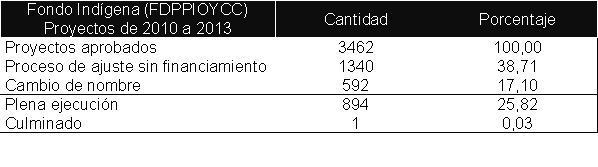 Fondo Indígena (FDPPIOYCC) Cantidad Porcentaje
Proyectos de 2010 a 2013
Proyectos aprobados 3462 100,00
Proceso de ajuste sin financiamiento 1340 38,71
Cambio de nombre 592 17,10
Plena ejecución 894 25,82
Culminado 1 0,03